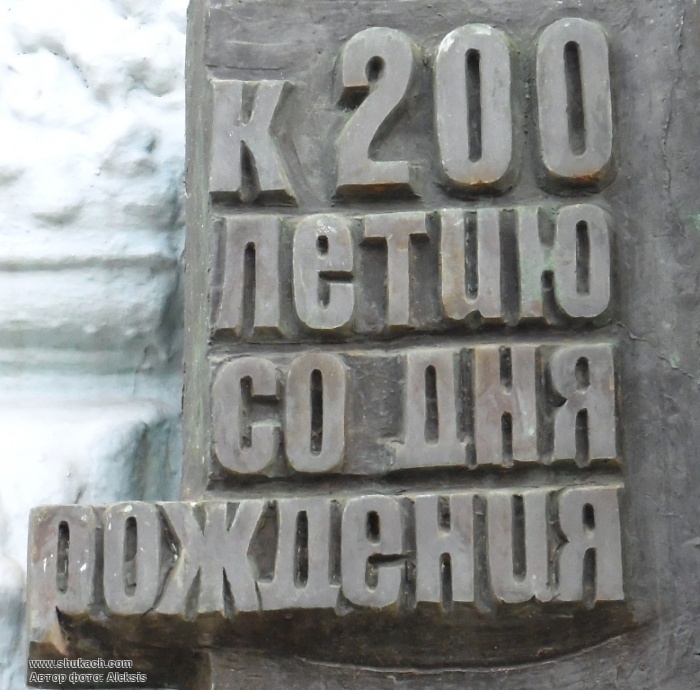 к 200
летию
со дня
рождения
www.shukach.com
Автор фото: Aleksis